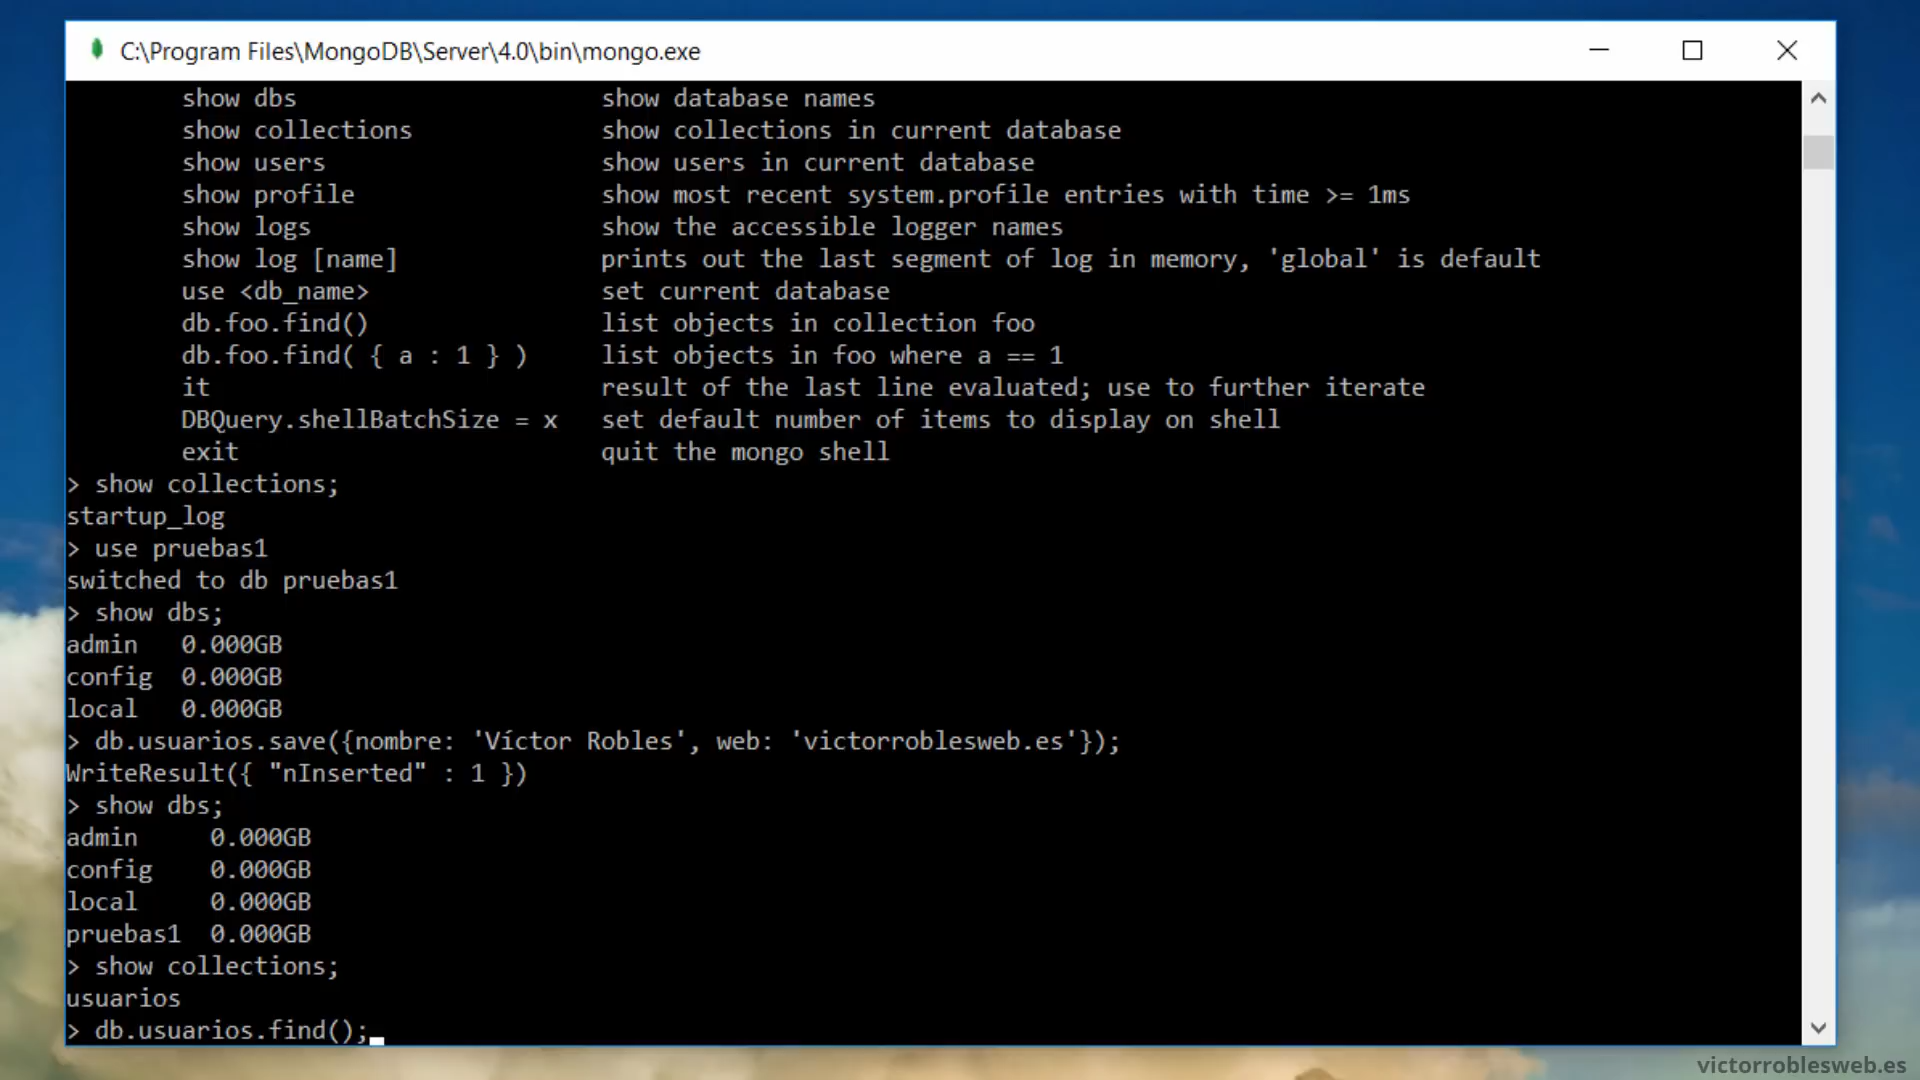 C:\Program Files\MongoDB\Server\4.0\bin\mongo.exe
show dbs                     show database names
show collections             show collections in current database
show users                   show users in current database
show profile                 show most recent system.profile entries with time >= 1ms
show logs                    show the accessible logger names
show log [name]              prints out the last segment of log in memory, 'global' is default
use <db_name>                set current database
db.foo.find()                list objects in collection foo
db.foo.find( { a : 1 } )     list objects in foo where a == 1
it                           result of the last line evaluated; use to further iterate
DBQuery.shellBatchSize = x   set default number of items to display on shell
exit                         quit the mongo shell
> show collections;
startup_log
> use pruebas1
switched to db pruebas1
> show dbs;
admin   0.000GB
config  0.000GB
local   0.000GB
> db.usuarios.save({nombre: 'Víctor Robles', web: 'victorroblesweb.es'});
WriteResult({ "nInserted" : 1 })
> show dbs;
admin     0.000GB
config    0.000GB
local     0.000GB
pruebas1  0.000GB
> show collections;
usuarios
> db.usuarios.find();
victorroblesweb.es